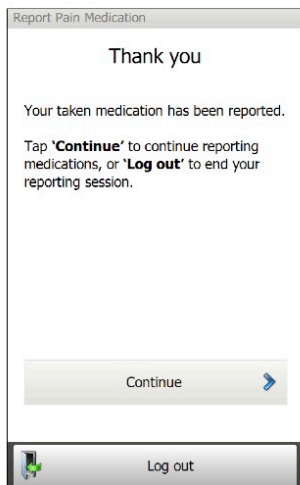 Report Pain Medication
Thank you
Your taken medication has been reported.
Tap ‘Continue’ to continue reporting
medications, or ‘Log out’ to end your
reporting session.
Continue
Log out